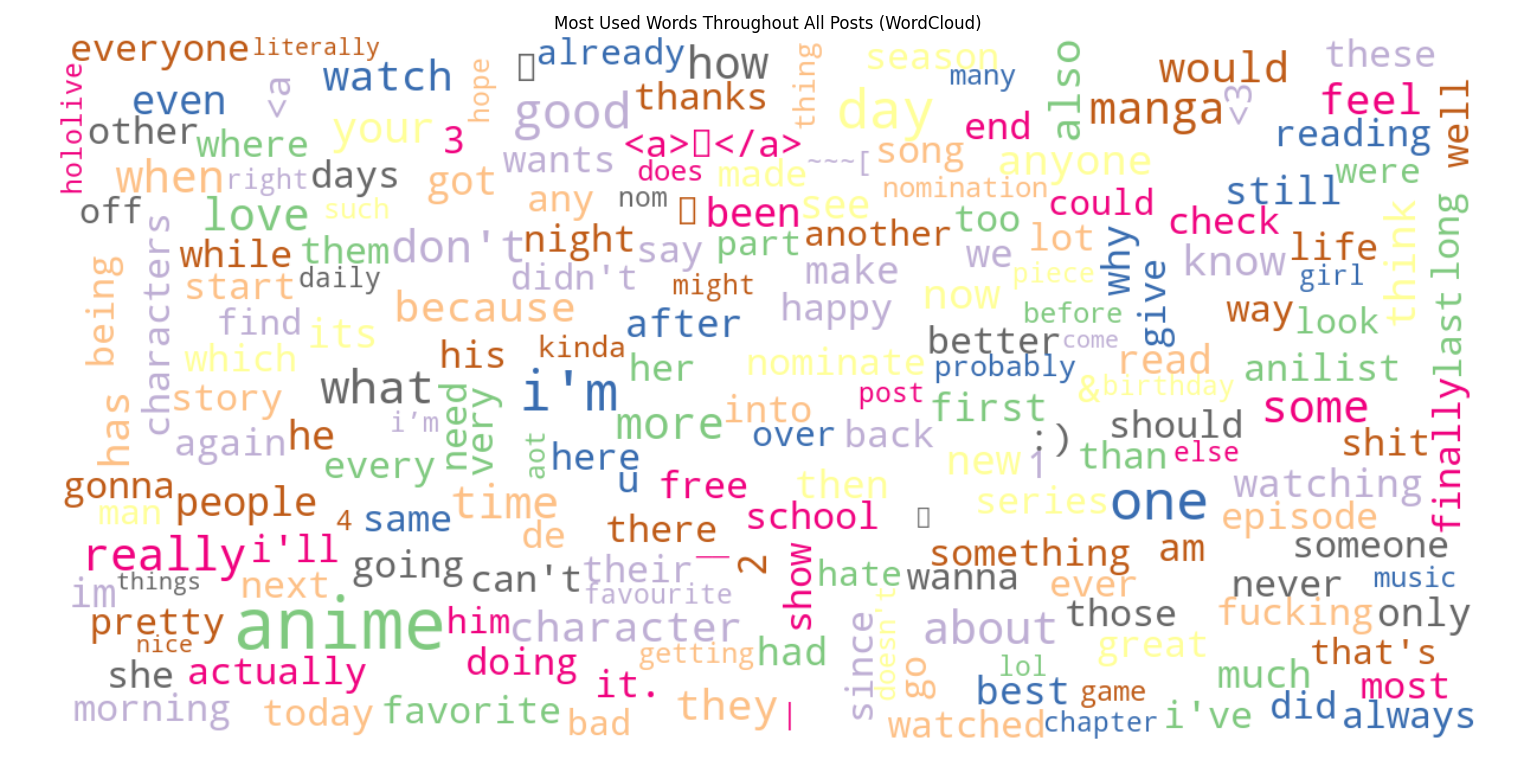 Most Used Words Throughout All Posts (WordCloud)
everyone literally
already how
season
these
watch
many
would
hololive
even
<a
hope
good
thanks
thing
day
also
manga
<3
feel
well
other
where
your
3
<a></a>
end
reading
wants
does
made
~~~[
song
anyone
were
when right days
got
any
nom
nomination
could
still
off
love
such
been
see
too
check
characters
while
them
don't
night
say
part
another
we
lot
why
know
life
think
long
being
start
daily
didn't
might
make
piece
give
girl
find
its
because
after
happy
now
before
way
look
last
which
his
kinda
her
nominate
better
come
probably
read
anilist
has
story
what
need
very
i'm
more
into
post
first
&
birthday
some
finally
again
he
i’m
every
aot
here
over
back
:)
i
should
than
else
shit
gonna
people
u
free
then
new
series
one
watching
man
4
same
time
de
there
school
episode
really
i'll
going
can't
their
__
2
show
hate
wanna
something
am
someone
im
things
next
favourite
ever
never
music
pretty
nice
anime
him
character
getting
had
since
doesn't
about
those
fucking
only
she
actually
doing
it.
go
lol
great
that's
morning
today
favorite
bad
they
|
best
game
much
most
watched
chapter
i've
did
always